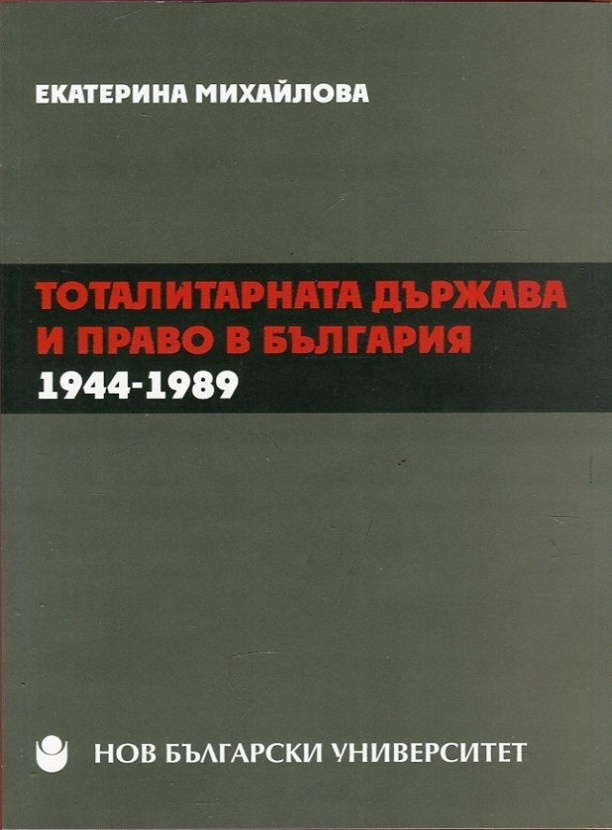 ЕКАТЕРИНА МИХАЙЛОВА
ТОТАЛИТАРНАТА ДЪРЖАВА
И ПРАВО В БЪЛГАРИЯ
1944-1989
НОВ БЪЛГАРСКИ УНИВЕРСИТЕТ